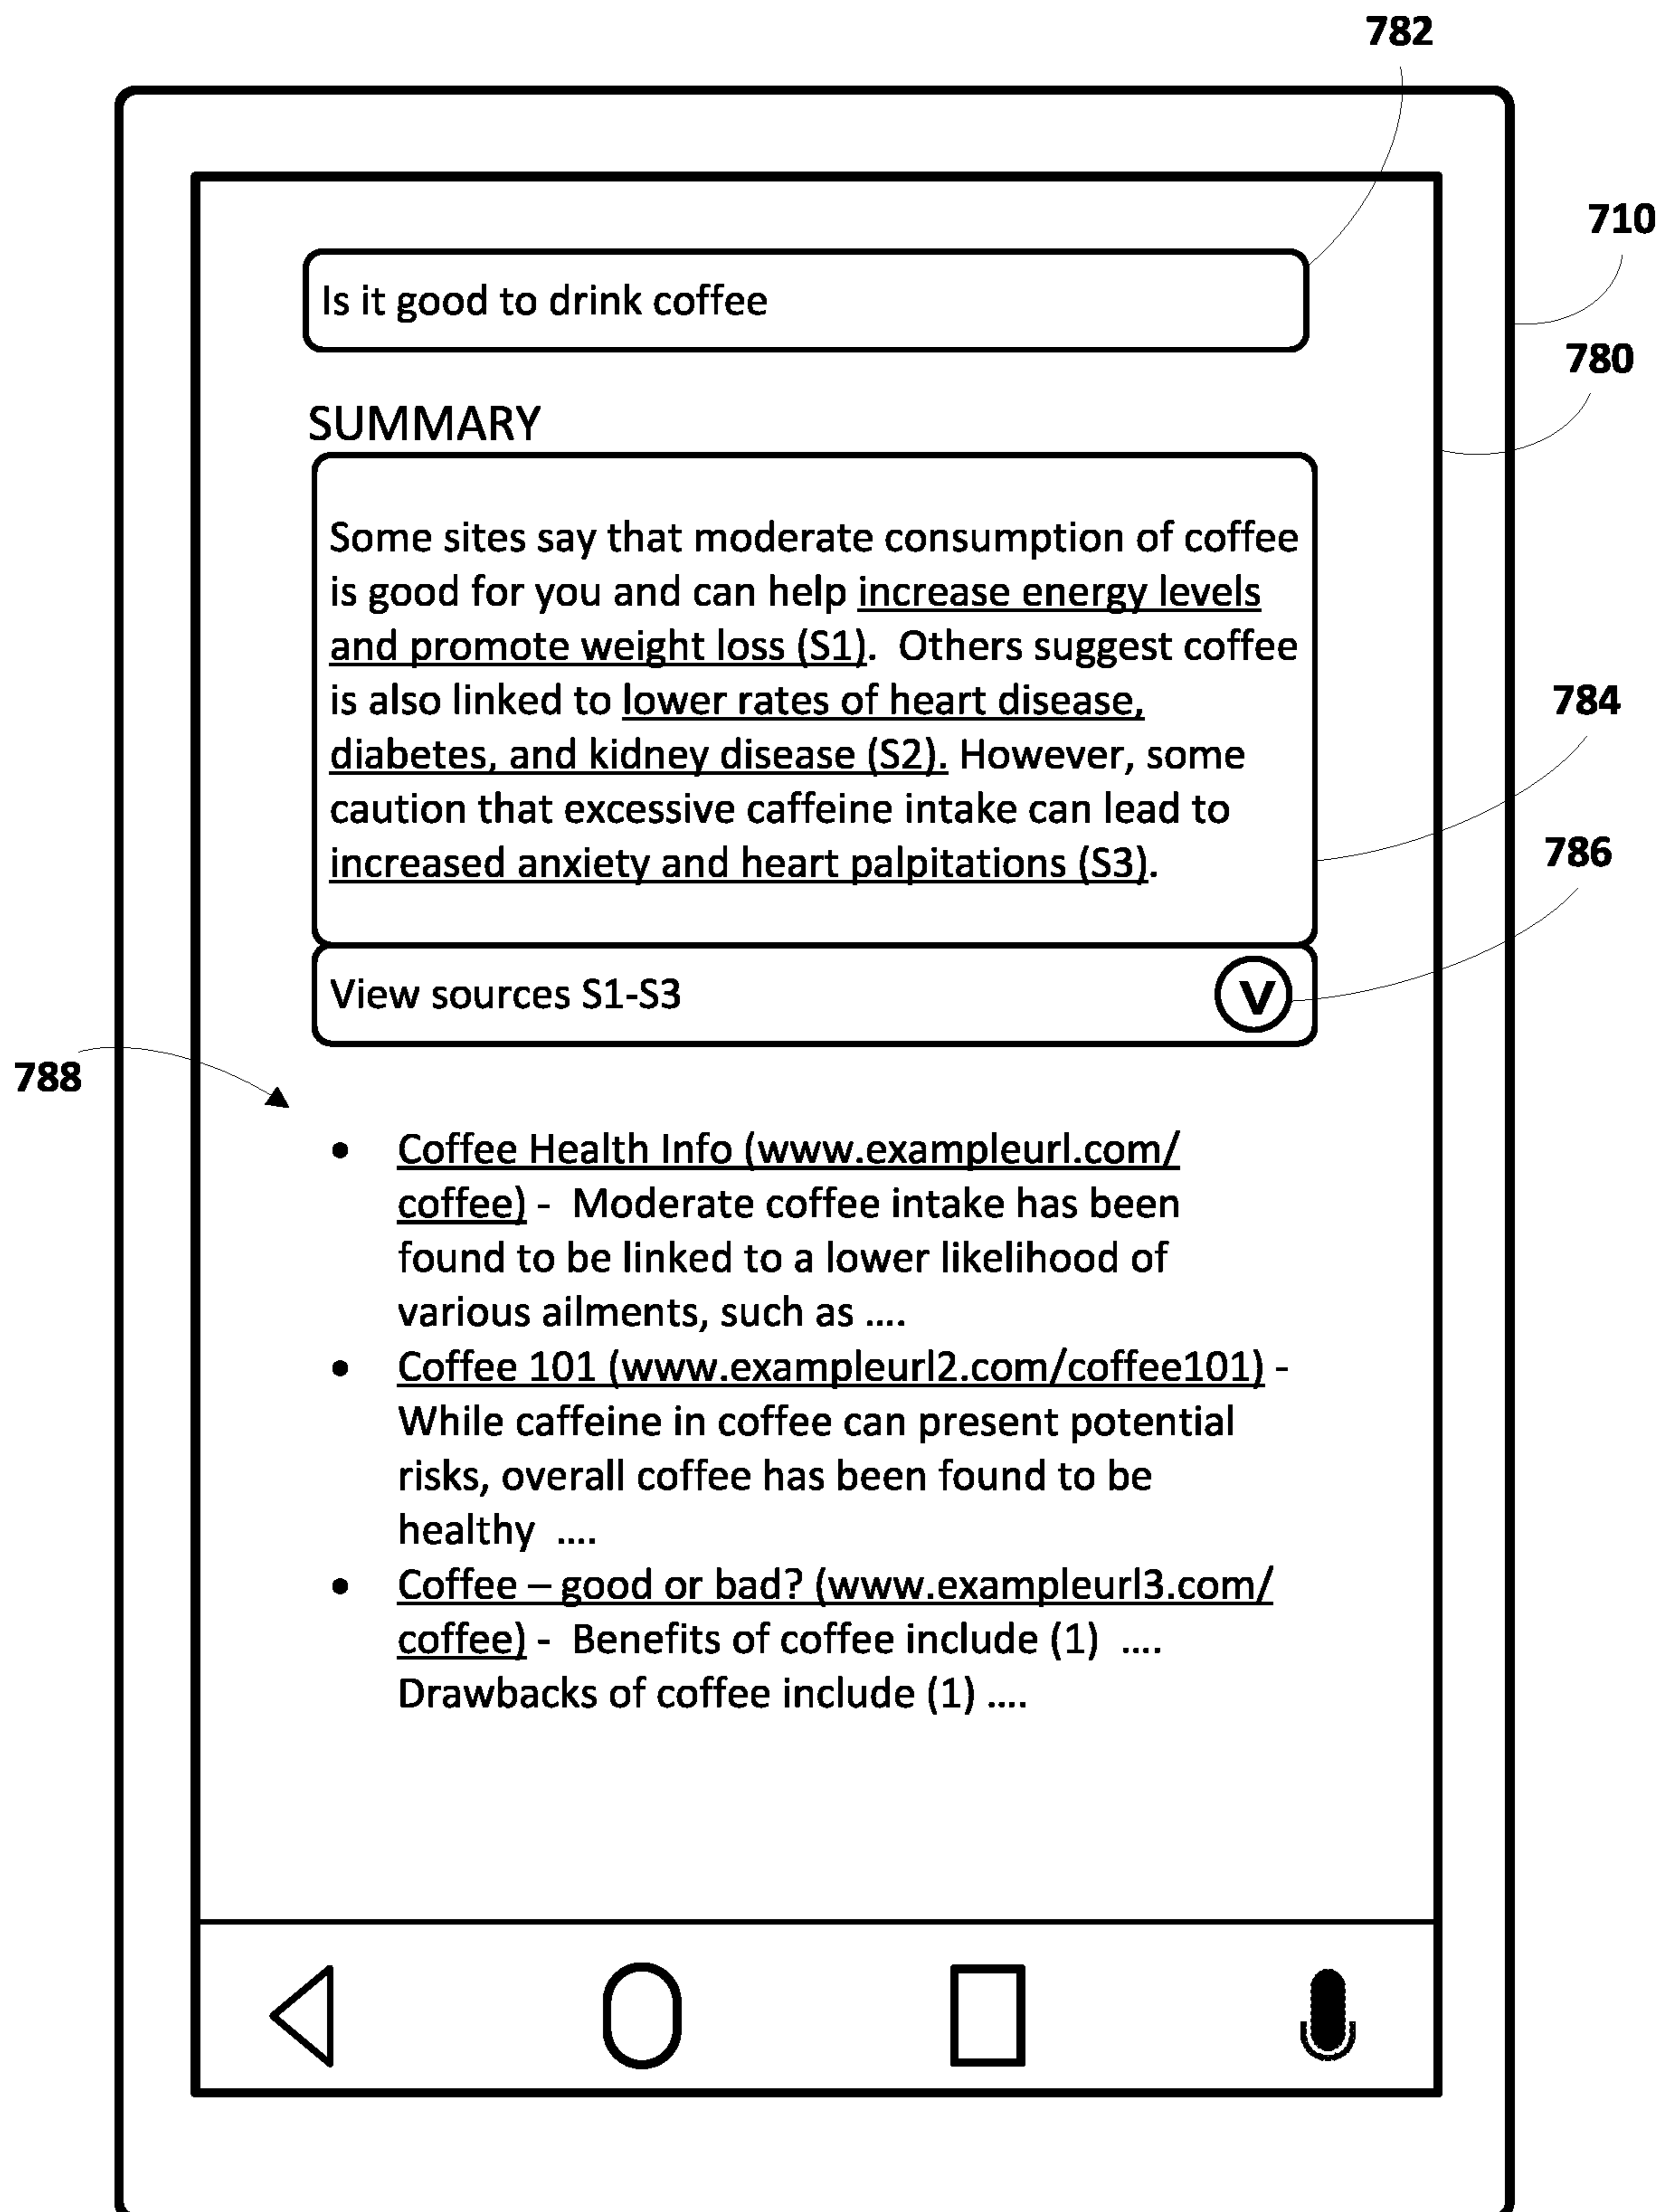 782
710
Is it good to drink coffee
780
SUMMARY
Some sites say that moderate consumption of coffee
is good for you and can help increase energy levels
and promote weight loss (S1).  Others suggest coffee
is also linked to lower rates of heart disease,
784
diabetes, and kidney disease (S2). However, some
caution that excessive caffeine intake can lead to
786
increased anxiety and heart palpitations (S3).
View sources S1-S3
V
788
• Coffee Health Info (www.exampleurl.com/
coffee) -  Moderate coffee intake has been
found to be linked to a lower likelihood of
various ailments, such as ....
• Coffee 101 (www.exampleurl2.com/coffee101) -
While caffeine in coffee can present potential
risks, overall coffee has been found to be
healthy  ....
• Coffee – good or bad? (www.exampleurl3.com/
coffee) -  Benefits of coffee include (1)  ....
Drawbacks of coffee include (1) ....